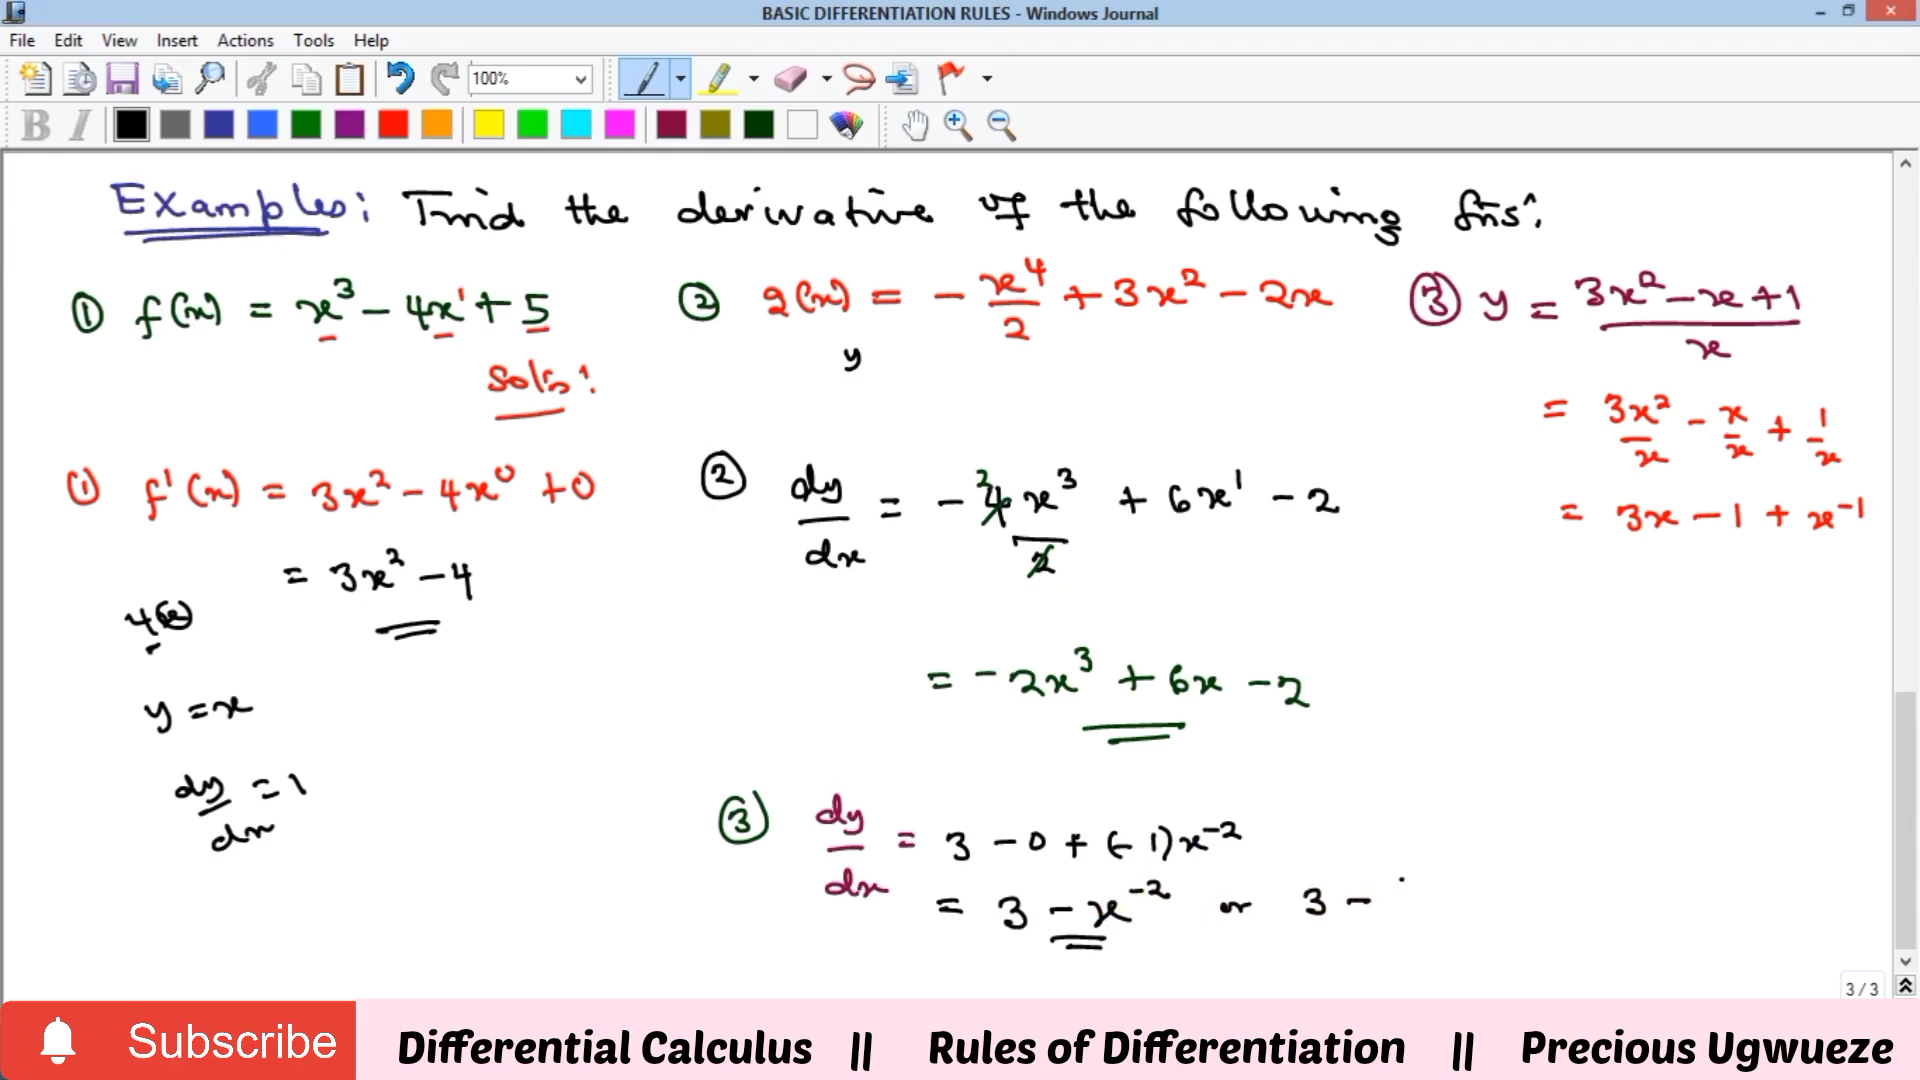 BASIC DIFFERENTIATION RULES - Windows Journal
File Edit View Insert Actions Tools Help
100%
B I
Examples: Find the derivative of the following fns:
① f(x) = x³ - 4x¹ + 5
② g(x) = - x⁴/2 + 3x² - 2x
y
③ y = (3x² - x + 1)/x
= 3x²/x - x/x + 1/x
= 3x - 1 + x⁻¹
Solns:
① f'(x) = 3x² - 4x⁰ + 0
= 3x² - 4
y = x
dy/dx = 1
② dy/dx = - 4x³/2 + 6x¹ - 2
2
= -2x³ + 6x - 2
③ dy/dx = 3 - 0 + (-1)x⁻²
= 3 - x⁻² or 3 -
3/3
Subscribe
Differential Calculus || Rules of Differentiation || Precious Ugwueze